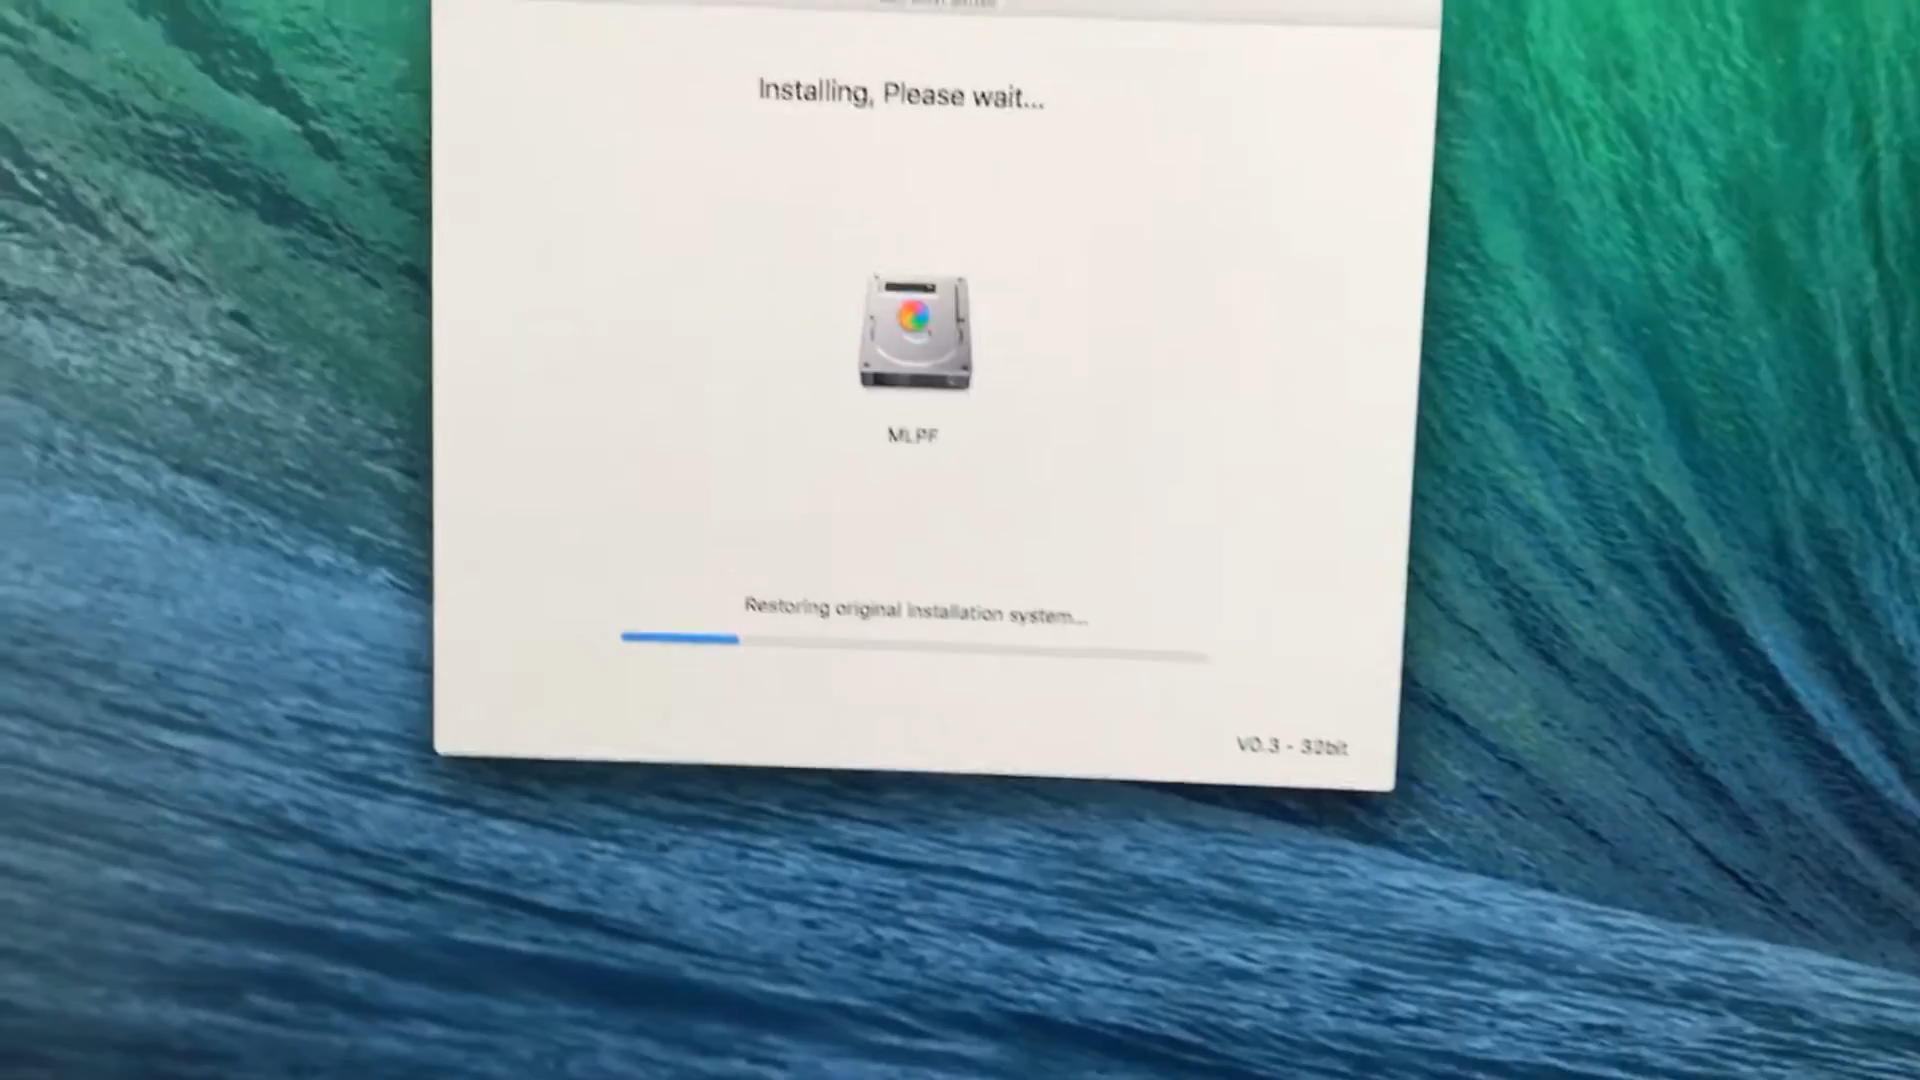 Installing, Please wait...
MLPF
Restoring original installation system...
V0.3 - 32bit